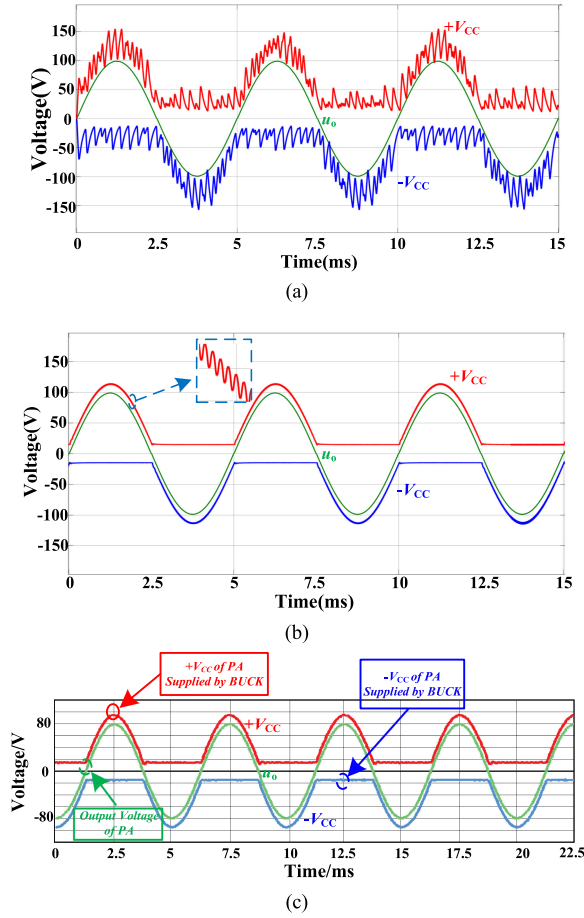 150
100
50
0
-50
-100
-150
Voltage(V)
+VCC
uo
-VCC
0 2.5 5 7.5 10 12.5 15
Time(ms)
(a)
150
100
50
0
-50
-100
-150
Voltage(V)
+VCC
uo
-VCC
0 2.5 5 7.5 10 12.5 15
Time(ms)
(b)
+VCC of PA
Supplied by BUCK
-VCC of PA
Supplied by BUCK
80
0
-80
Voltage/V
+VCC
uo
Output Voltage
of PA
-VCC
0 2.5 5 7.5 10 12.5 15 17.5 20 22.5
Time/ms
(c)